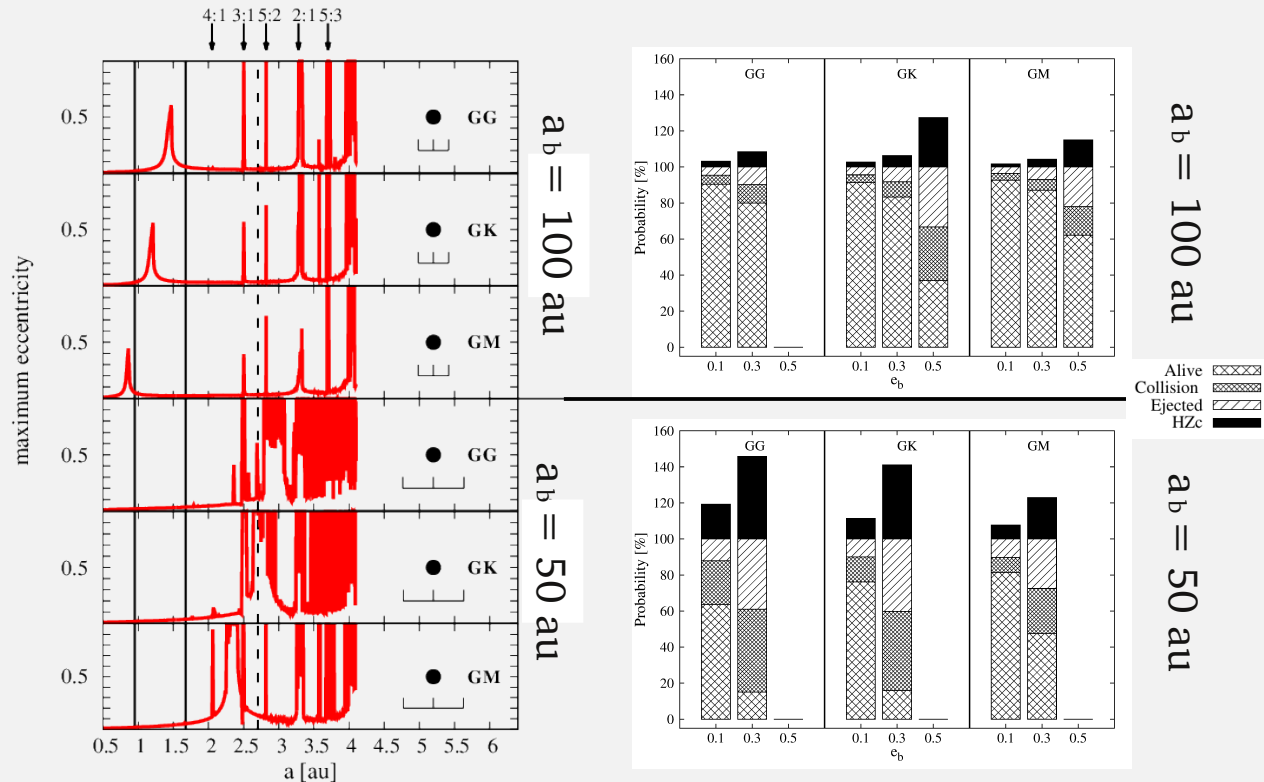 4:1 3:1 5:2 2:1 5:3
maximum eccentricity
0.5 GG
0.5 GK
0.5 GM
0.5 GG
0.5 GK
0.5 GM
0.5 1 1.5 2 2.5 3 3.5 4 4.5 5 5.5 6
a [au]
a b = 100 au
a b = 50 au
160
140
120
100
80
60
40
20
0
Probability [%]
GG GK GM
0.1 0.3 0.5 0.1 0.3 0.5 0.1 0.3 0.5
e_b
a b = 100 au
Alive
Collision
Ejected
HZc
160
140
120
100
80
60
40
20
0
Probability [%]
GG GK GM
0.1 0.3 0.5 0.1 0.3 0.5 0.1 0.3 0.5
e_b
a b = 50 au